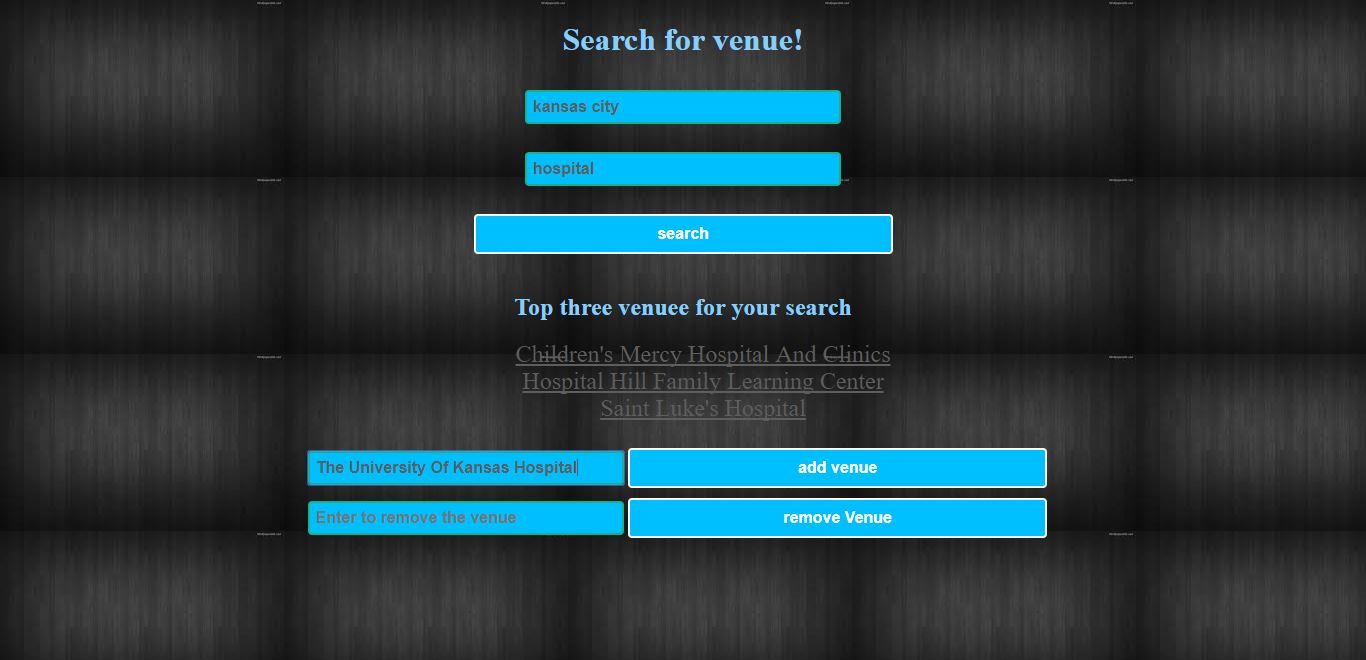 Search for venue!
kansas city
hospital
search
Top three venuee for your search
Children's Mercy Hospital And Clinics
Hospital Hill Family Learning Center
Saint Luke's Hospital
The University Of Kansas Hospital
add venue
Enter to remove the venue
remove Venue